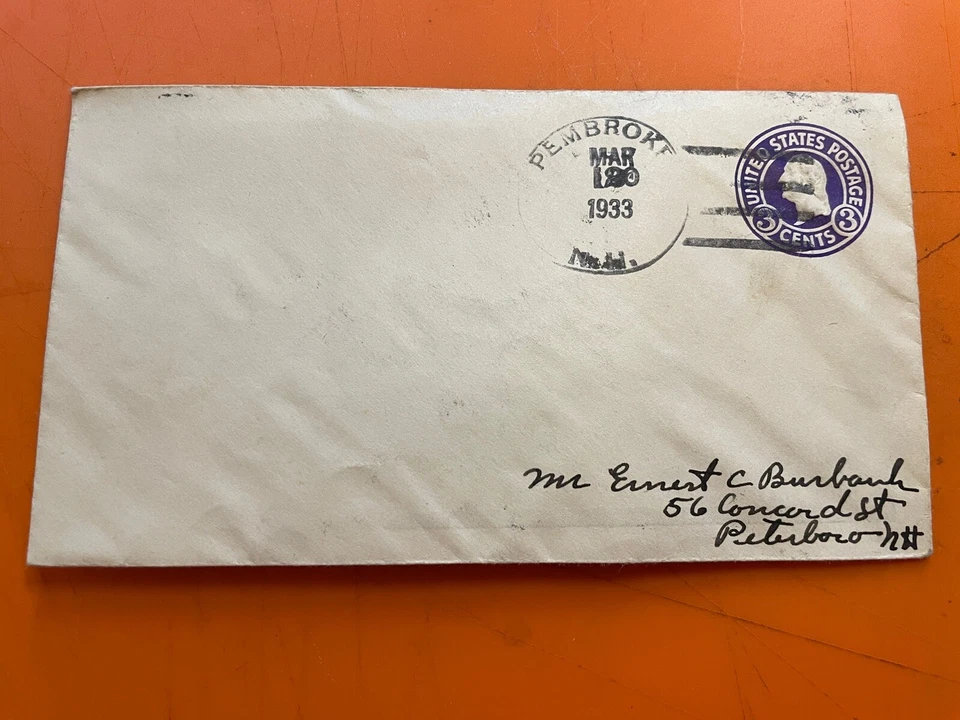 PEMBROKE
MAR
1933
N.H.
UNITED STATES POSTAGE
3 CENTS 3
Mr Ernest C Burbank
56 Concord St
Peterboro NH